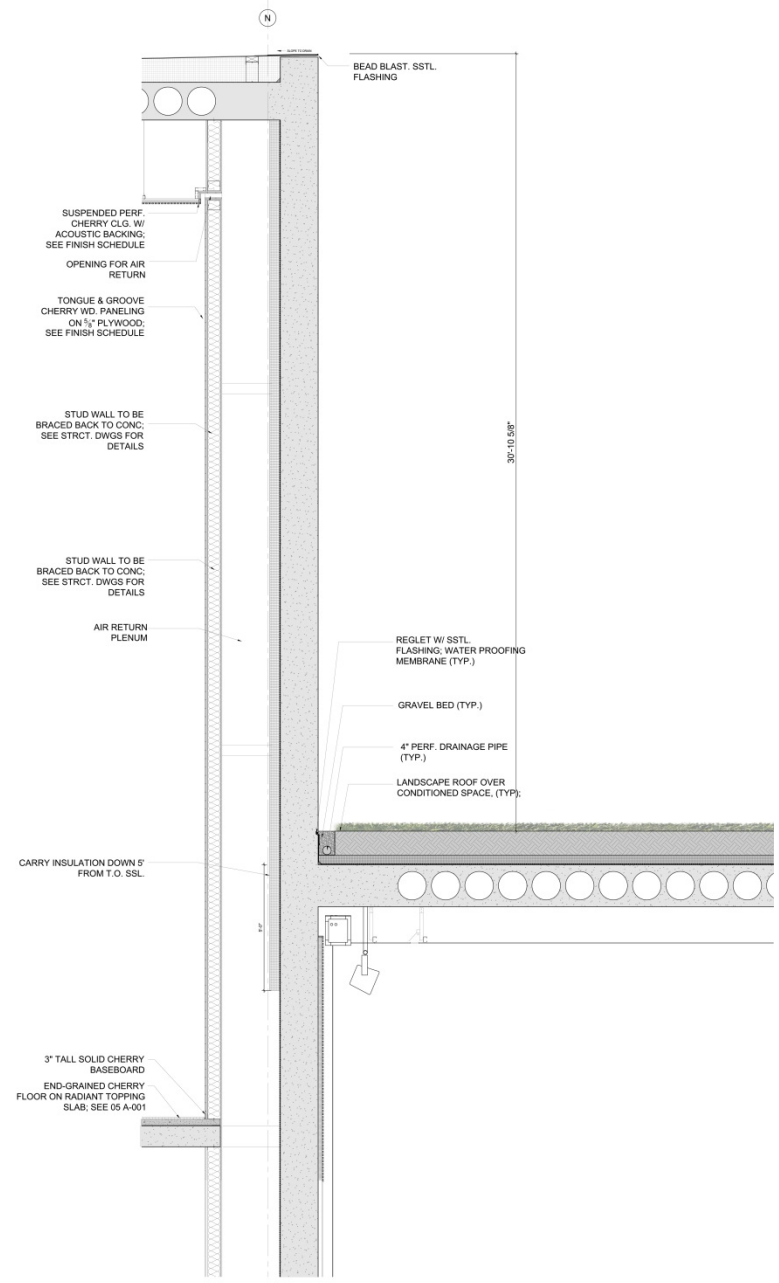 N
SLOPE TO DRAIN
BEAD BLAST. SSTL.
FLASHING
SUSPENDED PERF.
CHERRY CLG. W/
ACOUSTIC BACKING;
SEE FINISH SCHEDULE
OPENING FOR AIR
RETURN
TONGUE & GROOVE
CHERRY WD. PANELING
ON 5/8" PLYWOOD;
SEE FINISH SCHEDULE
STUD WALL TO BE
BRACED BACK TO CONC;
SEE STRCT. DWGS FOR
DETAILS
30'-10 5/8"
STUD WALL TO BE
BRACED BACK TO CONC;
SEE STRCT. DWGS FOR
DETAILS
AIR RETURN
PLENUM
REGLET W/ SSTL.
FLASHING; WATER PROOFING
MEMBRANE (TYP.)
GRAVEL BED (TYP.)
4" PERF. DRAINAGE PIPE
(TYP.)
LANDSCAPE ROOF OVER
CONDITIONED SPACE, (TYP);
CARRY INSULATION DOWN 5'
FROM T.O. SSL.
5'-0"
3" TALL SOLID CHERRY
BASEBOARD
END-GRAINED CHERRY
FLOOR ON RADIANT TOPPING
SLAB; SEE 05 A-001